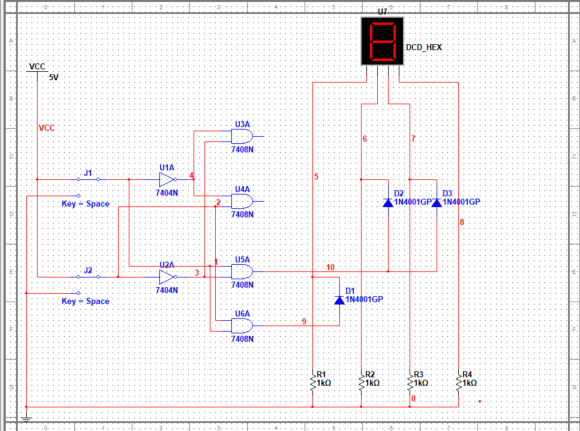 U7
DCD_HEX
VCC
5V
VCC
U3A
7408N
J1
Key = Space
U1A
7404N
4
U4A
7408N
2
6
7
5
D2
1N4001GP
D3
1N4001GP
8
J2
Key = Space
U2A
7404N
3
1
U5A
7408N
10
D1
1N4001GP
U6A
7408N
9
R1
1kΩ
R2
1kΩ
R3
1kΩ
R4
1kΩ
0